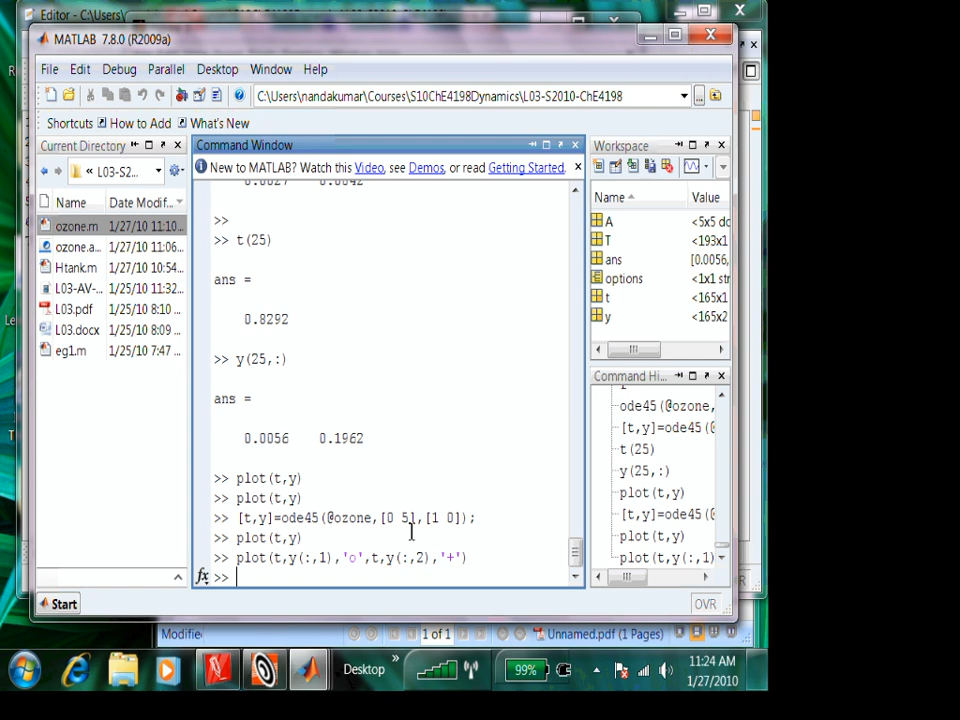 Editor - C:\Users\
MATLAB 7.8.0 (R2009a)
File Edit Debug Parallel Desktop Window Help
C:\Users\nandakumar\Courses\S10ChE4198Dynamics\L03-S2010-ChE4198
Shortcuts How to Add What's New
Current Directory
« L03-S2...
Name Date Modif...
ozone.m 1/27/10 11:10...
ozone.a... 1/27/10 11:06...
Htank.m 1/27/10 10:54...
L03-AV-... 1/25/10 11:32...
L03.pdf 1/25/10 8:10 ...
L03.docx 1/25/10 8:09 ...
eg1.m 1/25/10 7:47 ...
Command Window
New to MATLAB? Watch this Video, see Demos, or read Getting Started.
0.0027 0.0042
>>
>> t(25)
ans =
0.8292
>> y(25,:)
ans =
0.0056 0.1962
>> plot(t,y)
>> plot(t,y)
>> [t,y]=ode45(@ozone,[0 5],[1 0]);
>> plot(t,y)
>> plot(t,y(:,1),'o',t,y(:,2),'+')
fx >>
Workspace
Name Value
A <5x5 do
T <193x1
ans [0.0056,
options <1x1 str
t <165x1
y <165x2
Command Hi...
ode45(@ozone,
[t,y]=ode45(@
t(25)
y(25,:)
plot(t,y)
[t,y]=ode45(@
plot(t,y)
plot(t,y(:,1)
Start
OVR
Modifie
1 of 1
Unnamed.pdf (1 Pages)
Desktop »
99%
11:24 AM
1/27/2010